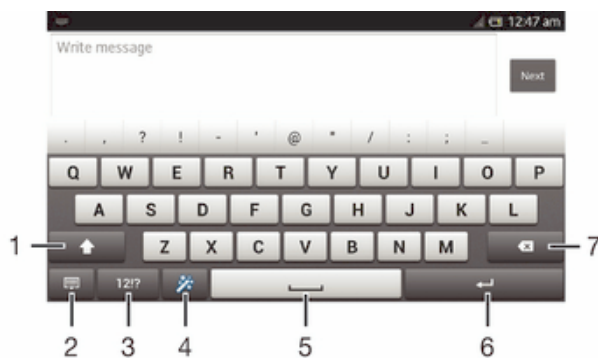 12:47 am
Write message
Next
. , ? ! - ' @ " / : ; _
Q W E R T Y U I O P
A S D F G H J K L
1 Z X C V B N M 7
12!?
2 3 4 5 6